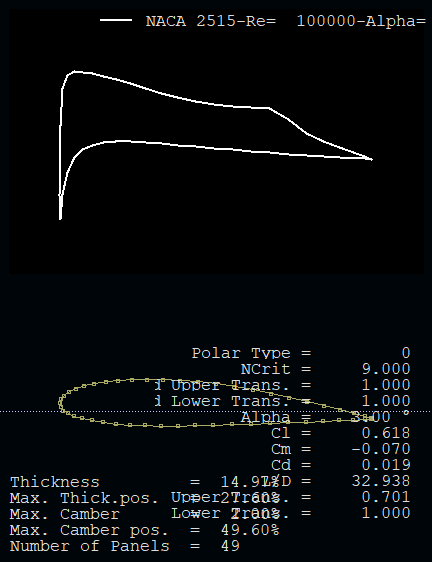 NACA 2515-Re=  100000-Alpha=
Polar Type = 0
NCrit = 9.000
i Upper Trans. = 1.000
i Lower Trans. = 1.000
Alpha = 3.00 °
Cl = 0.618
Cm = -0.070
Cd = 0.019
Thickness = 14.97% L/D = 32.938
Max. Thick.pos. = 27.60% Upper Trans. = 0.701
Max. Camber = 2.00% Lower Trans. = 1.000
Max. Camber pos. = 49.60%
Number of Panels = 49